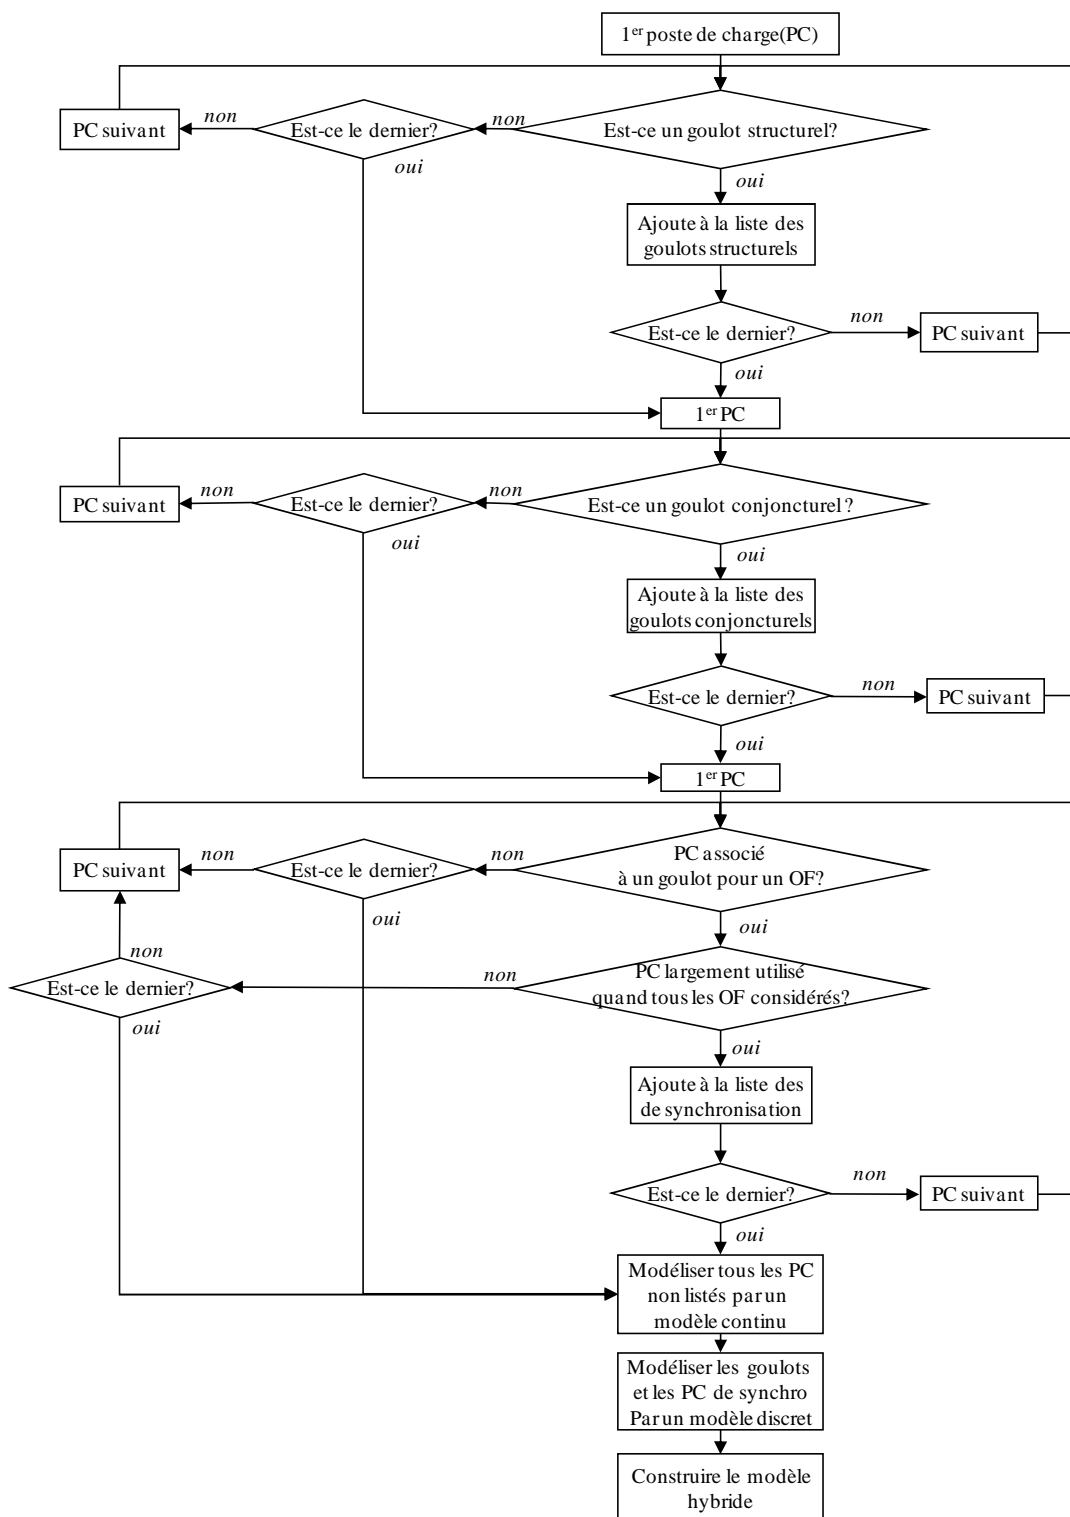 1er poste de charge(PC)
PC suivant
non
Est-ce le dernier?
non
Est-ce un goulot structurel?
oui
oui
Ajoute à la liste des
goulots structurels
Est-ce le dernier?
non
PC suivant
oui
1er PC
PC suivant
non
Est-ce le dernier?
non
Est-ce un goulot conjoncturel ?
oui
oui
Ajoute à la liste des
goulots conjoncturels
Est-ce le dernier?
non
PC suivant
oui
1er PC
PC suivant
non
Est-ce le dernier?
non
PC associé
à un goulot pour un OF?
oui
oui
non
Est-ce le dernier?
non
PC largement utilisé
quand tous les OF considérés?
oui
oui
Ajoute à la liste des
de synchronisation
Est-ce le dernier?
non
PC suivant
oui
Modéliser tous les PC
non listés par un
modèle continu
Modéliser les goulots
et les PC de synchro
Par un modèle discret
Construire le modèle
hybride